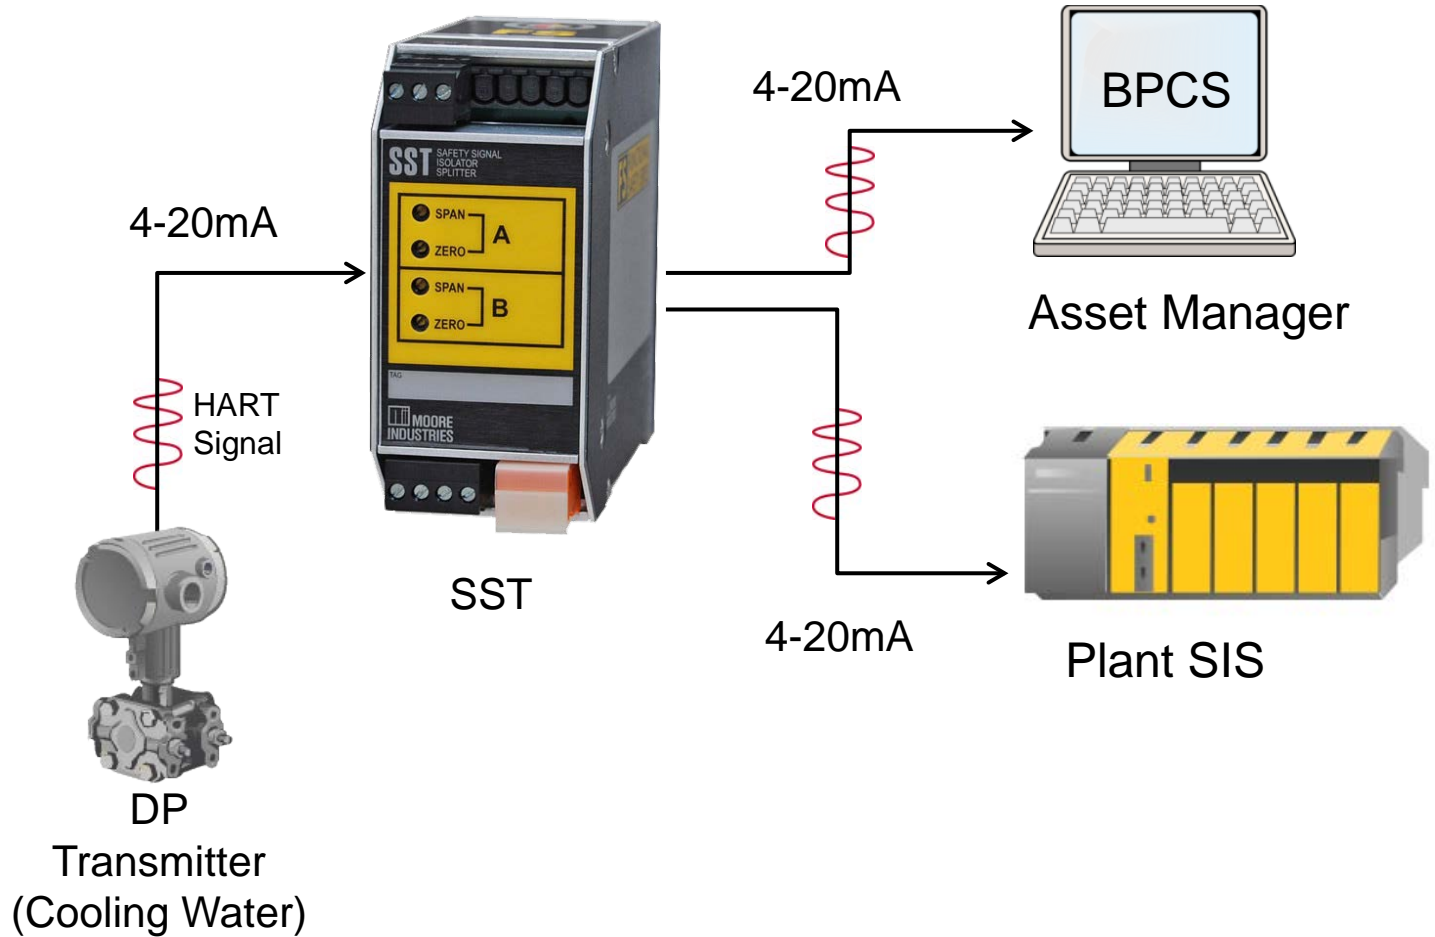 4-20mA
BPCS
SST
SAFETY SIGNAL
ISOLATOR
SPLITTER
4-20mA
SPAN
A
ZERO
SPAN
B
ZERO
Asset Manager
TAG
HART
Signal
MOORE
INDUSTRIES
SST
4-20mA
Plant SIS
DP
Transmitter
(Cooling Water)